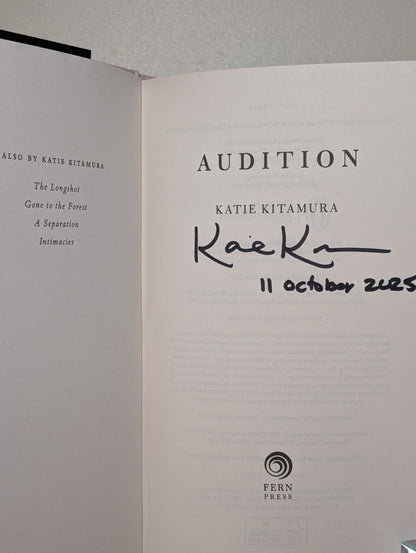 ALSO BY KATIE KITAMURA
The Longshot
Gone to the Forest
A Separation
Intimacies
AUDITION
KATIE KITAMURA
11 October 2025
FERN
PRESS